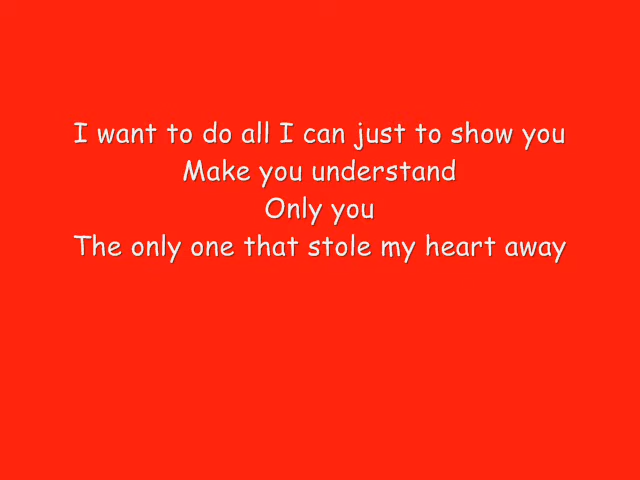 I want to do all I can just to show you
Make you understand
Only you
The only one that stole my heart away